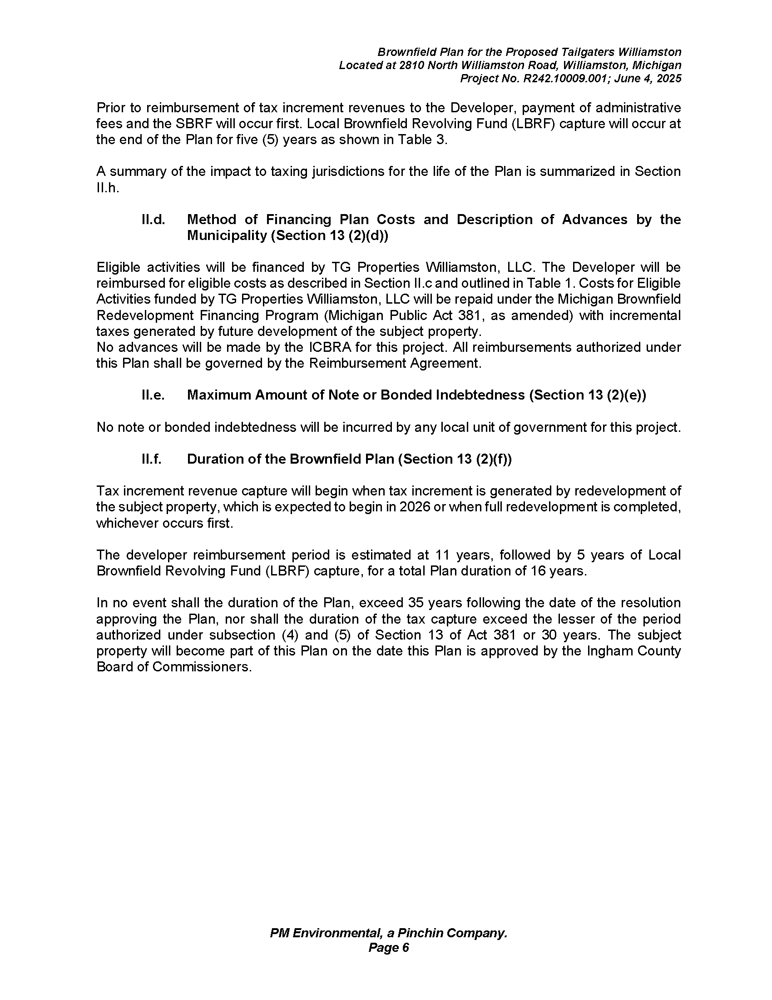 Brownfield Plan for the Proposed Tailgaters Williamston
Located at 2810 North Williamston Road, Williamston, Michigan
Project No. R242.10009.001; June 4, 2025
Prior to reimbursement of tax increment revenues to the Developer, payment of administrative
fees and the SBRF will occur first. Local Brownfield Revolving Fund (LBRF) capture will occur at
the end of the Plan for five (5) years as shown in Table 3.
A summary of the impact to taxing jurisdictions for the life of the Plan is summarized in Section
II.h.
II.d. Method of Financing Plan Costs and Description of Advances by the
Municipality (Section 13 (2)(d))
Eligible activities will be financed by TG Properties Williamston, LLC. The Developer will be
reimbursed for eligible costs as described in Section II.c and outlined in Table 1. Costs for Eligible
Activities funded by TG Properties Williamston, LLC will be repaid under the Michigan Brownfield
Redevelopment Financing Program (Michigan Public Act 381, as amended) with incremental
taxes generated by future development of the subject property.
No advances will be made by the ICBRA for this project. All reimbursements authorized under
this Plan shall be governed by the Reimbursement Agreement.
II.e. Maximum Amount of Note or Bonded Indebtedness (Section 13 (2)(e))
No note or bonded indebtedness will be incurred by any local unit of government for this project.
II.f. Duration of the Brownfield Plan (Section 13 (2)(f))
Tax increment revenue capture will begin when tax increment is generated by redevelopment of
the subject property, which is expected to begin in 2026 or when full redevelopment is completed,
whichever occurs first.
The developer reimbursement period is estimated at 11 years, followed by 5 years of Local
Brownfield Revolving Fund (LBRF) capture, for a total Plan duration of 16 years.
In no event shall the duration of the Plan, exceed 35 years following the date of the resolution
approving the Plan, nor shall the duration of the tax capture exceed the lesser of the period
authorized under subsection (4) and (5) of Section 13 of Act 381 or 30 years. The subject
property will become part of this Plan on the date this Plan is approved by the Ingham County
Board of Commissioners.
PM Environmental, a Pinchin Company.
Page 6